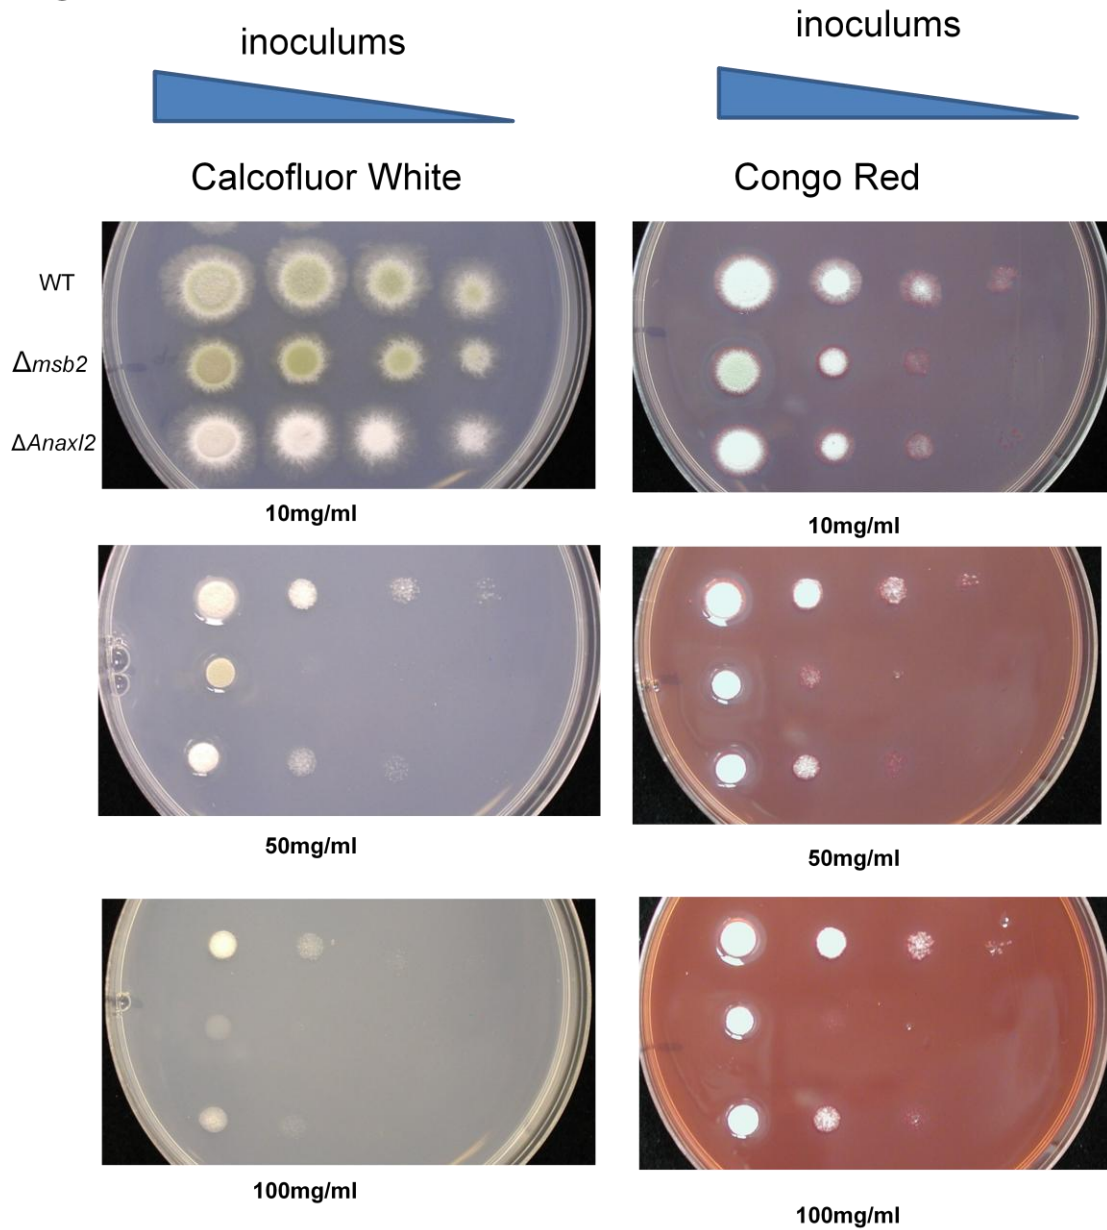 inoculums
inoculums
Calcofluor White
Congo Red
WT
Δmsb2
ΔAnaxl2
10mg/ml
10mg/ml
50mg/ml
50mg/ml
100mg/ml
100mg/ml